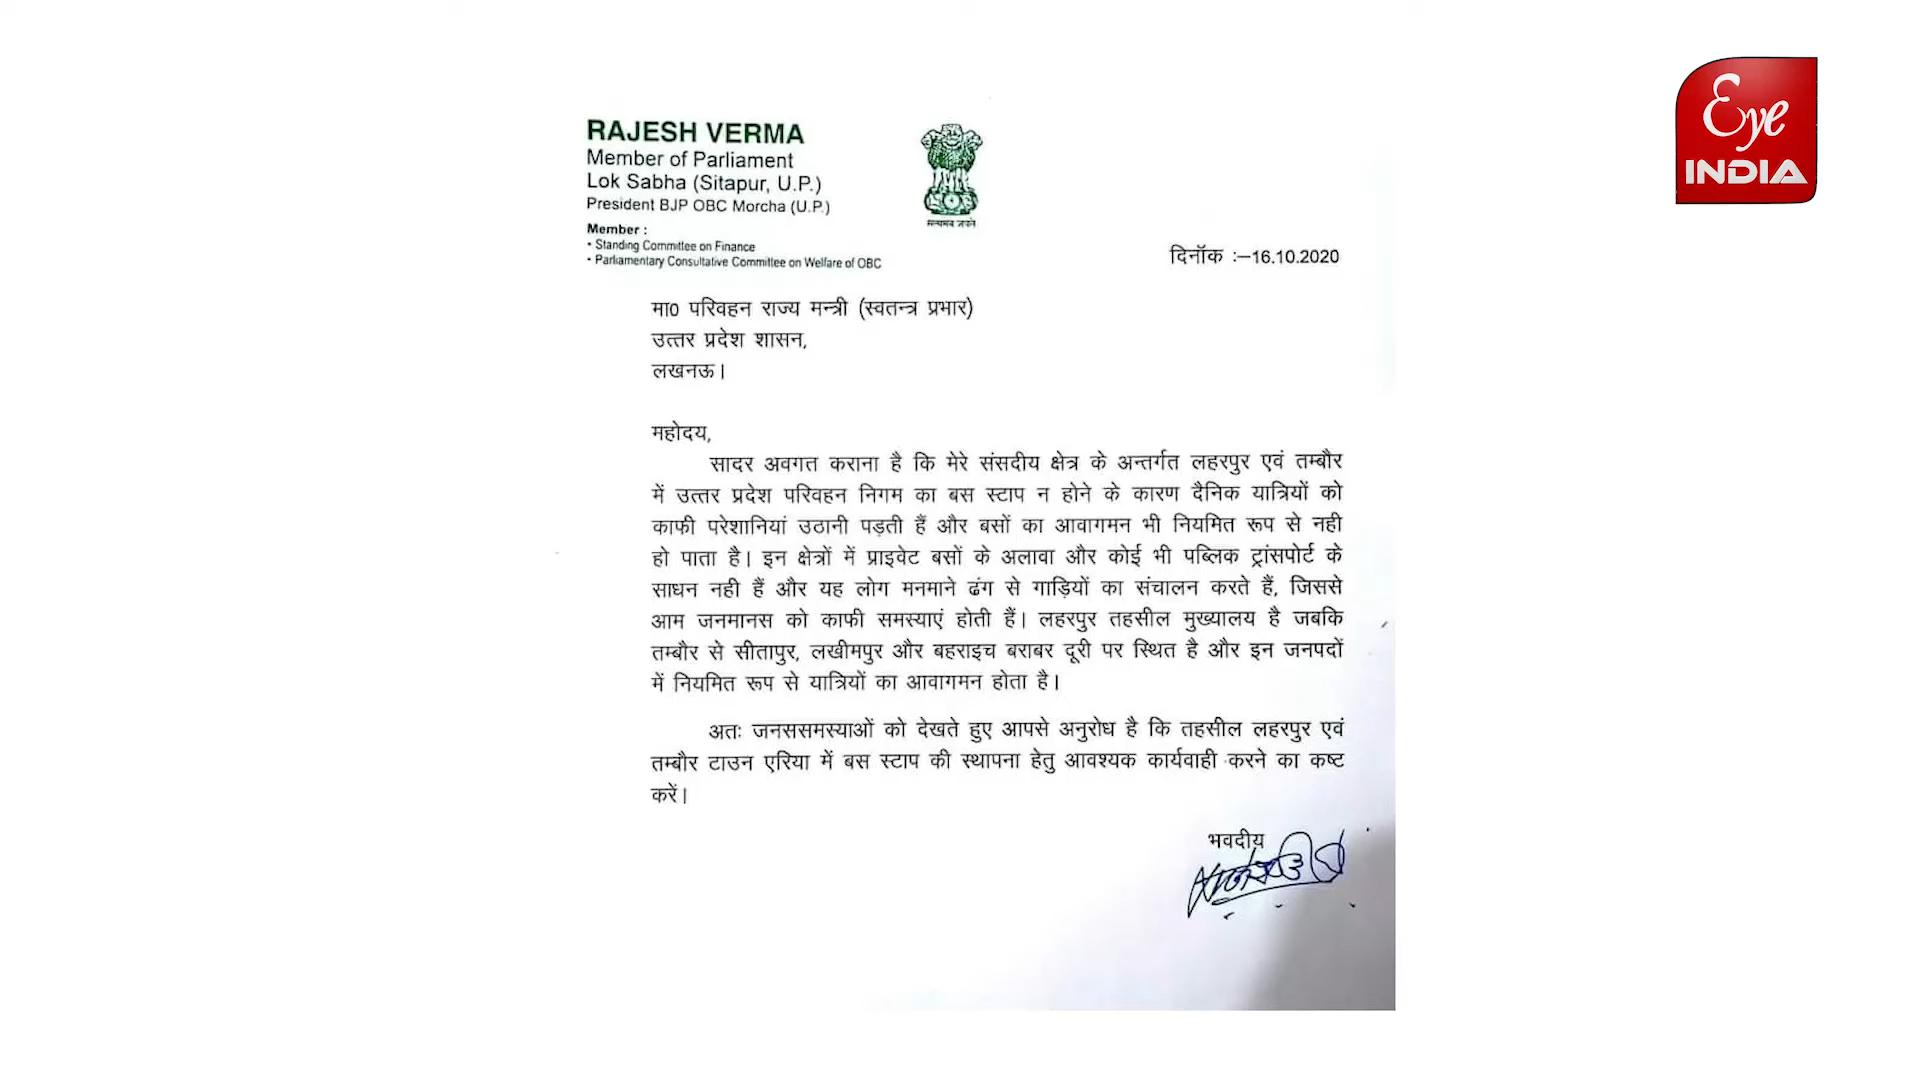 Eye
INDIA
RAJESH VERMA
Member of Parliament
Lok Sabha (Sitapur, U.P.)
President BJP OBC Morcha (U.P.)
Member :
• Standing Committee on Finance
• Parliamentary Consultative Committee on Welfare of OBC
सत्यमेव जयते
दिनॉक :–16.10.2020
मा0 परिवहन राज्य मन्त्री (स्वतन्त्र प्रभार)
उत्तर प्रदेश शासन,
लखनऊ।
महोदय,
सादर अवगत कराना है कि मेरे संसदीय क्षेत्र के अन्तर्गत लहरपुर एवं तम्बौर
में उत्तर प्रदेश परिवहन निगम का बस स्टाप न होने के कारण दैनिक यात्रियों को
काफी परेशानियां उठानी पड़ती हैं और बसों का आवागमन भी नियमित रूप से नही
हो पाता है। इन क्षेत्रों में प्राइवेट बसों के अलावा और कोई भी पब्लिक ट्रांसपोर्ट के
साधन नही हैं और यह लोग मनमाने ढंग से गाड़ियों का संचालन करते हैं, जिससे
आम जनमानस को काफी समस्याएं होती हैं। लहरपुर तहसील मुख्यालय है जबकि
तम्बौर से सीतापुर, लखीमपुर और बहराइच बराबर दूरी पर स्थित है और इन जनपदों
में नियमित रूप से यात्रियों का आवागमन होता है।
अतः जनससमस्याओं को देखते हुए आपसे अनुरोध है कि तहसील लहरपुर एवं
तम्बौर टाउन एरिया में बस स्टाप की स्थापना हेतु आवश्यक कार्यवाही करने का कष्ट
करें।
भवदीय